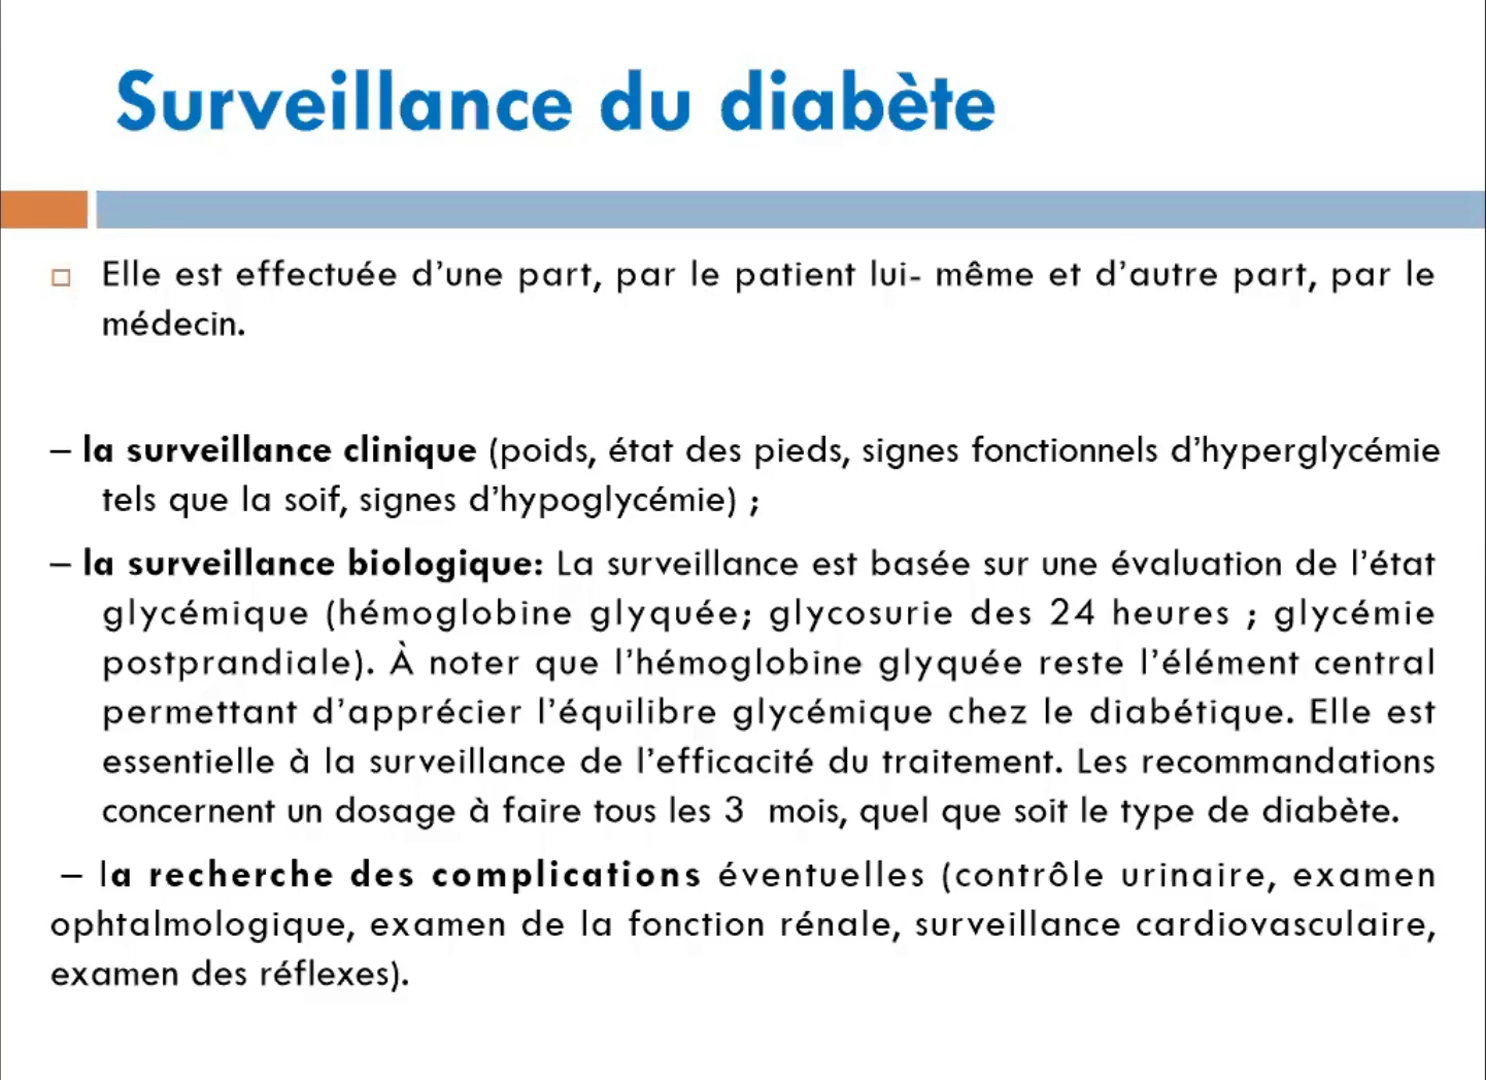 Surveillance du diabète
Elle est effectuée d’une part, par le patient lui- même et d’autre part, par le
médecin.
– la surveillance clinique (poids, état des pieds, signes fonctionnels d’hyperglycémie
tels que la soif, signes d’hypoglycémie) ;
– la surveillance biologique: La surveillance est basée sur une évaluation de l’état
glycémique (hémoglobine glyquée; glycosurie des 24 heures ; glycémie
postprandiale). À noter que l’hémoglobine glyquée reste l’élément central
permettant d’apprécier l’équilibre glycémique chez le diabétique. Elle est
essentielle à la surveillance de l’efficacité du traitement. Les recommandations
concernent un dosage à faire tous les 3 mois, quel que soit le type de diabète.
– la recherche des complications éventuelles (contrôle urinaire, examen
ophtalmologique, examen de la fonction rénale, surveillance cardiovasculaire,
examen des réflexes).